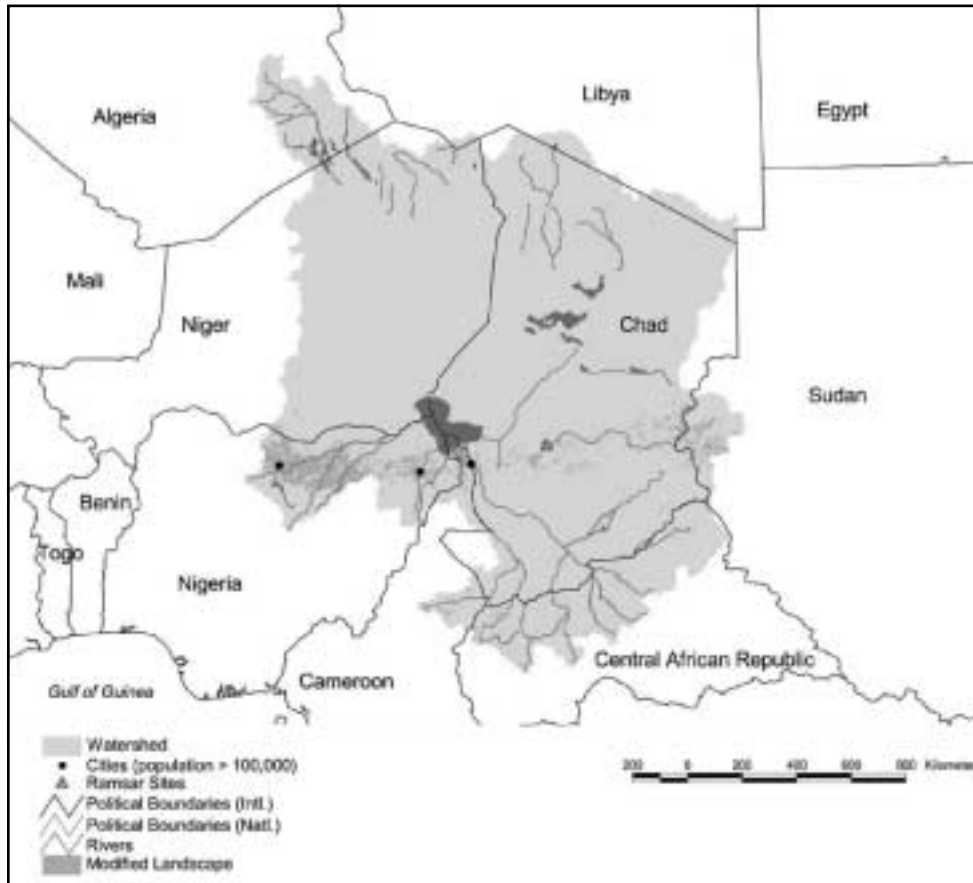 Algeria
Libya
Egypt
Mali
Niger
Chad
Sudan
Benin
Togo
Nigeria
Central African Republic
Cameroon
Gulf of Guinea
Watershed
Cities (population > 100,000)
Ramsar Sites
Political Boundaries (Intl.)
Political Boundaries (Natl.)
Rivers
Modified Landscape
200 0 200 400 600 800 Kilometers